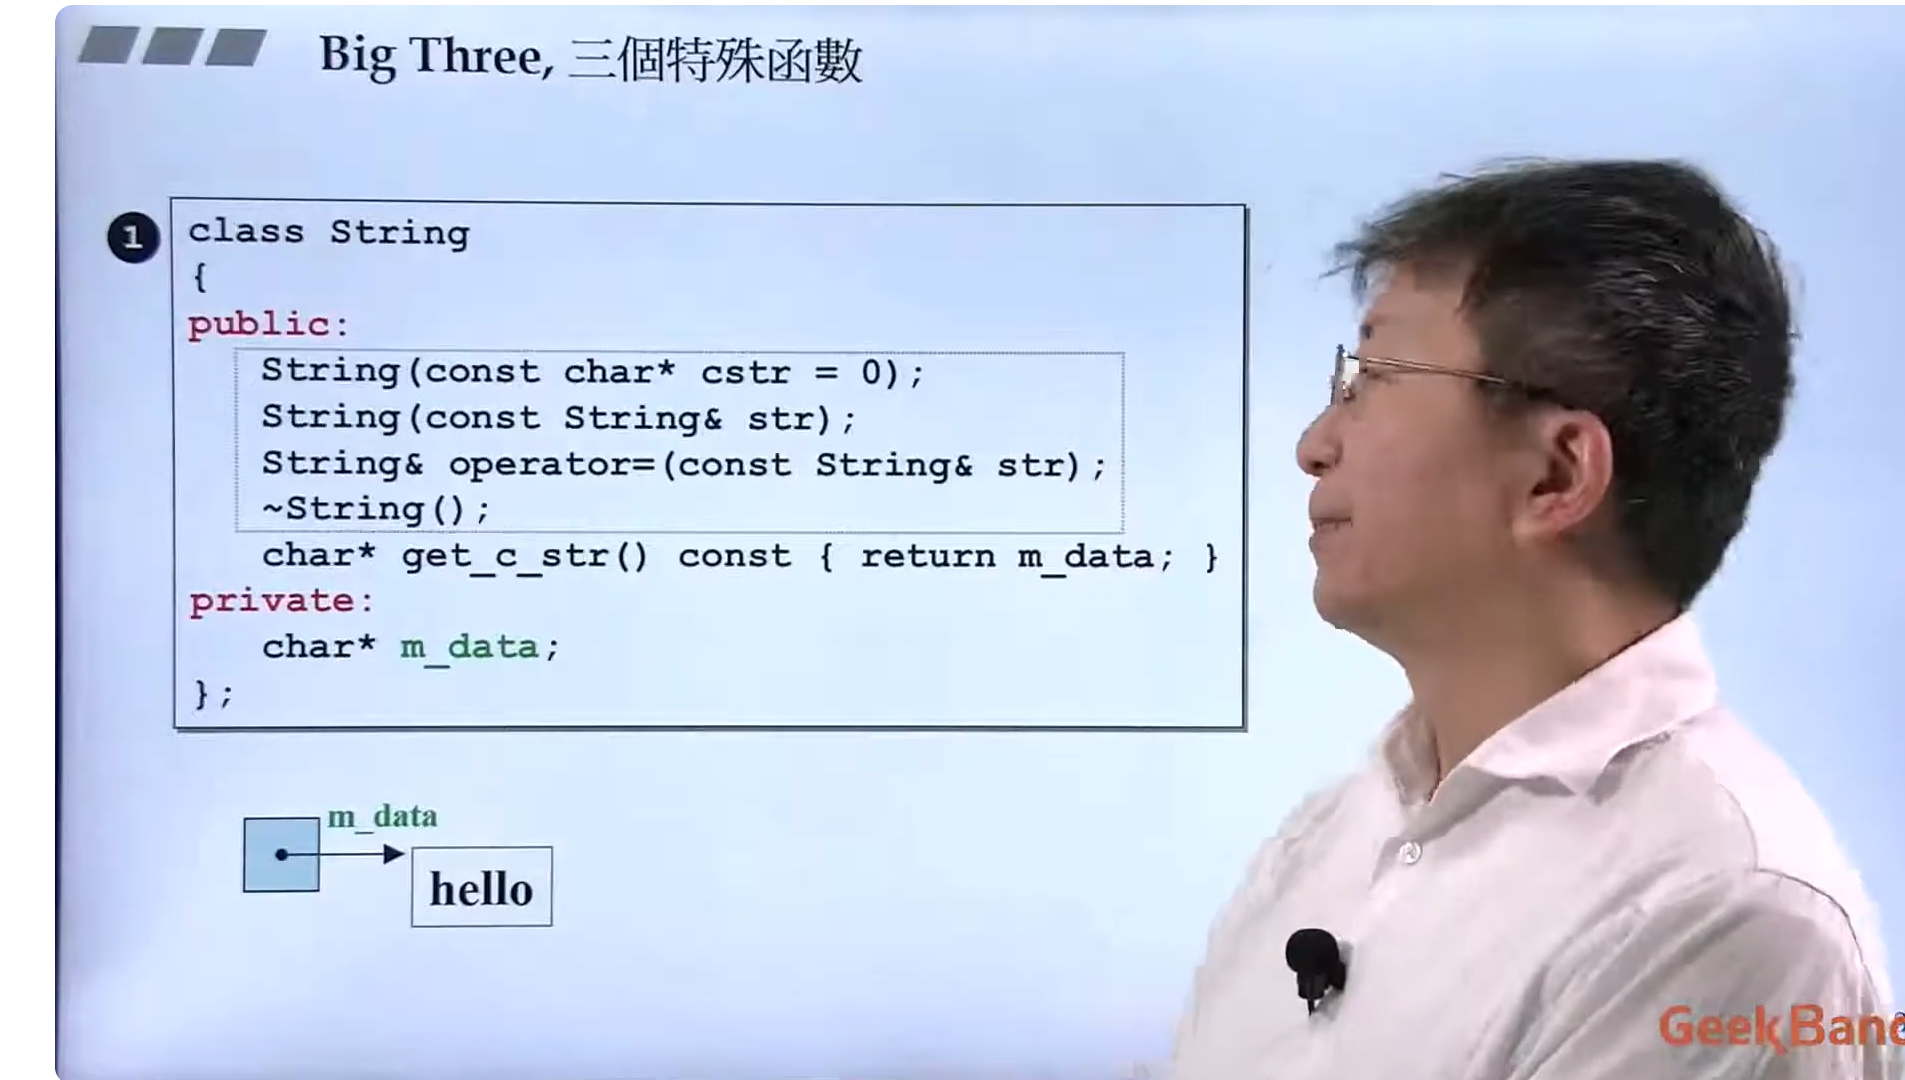 Big Three, 三個特殊函數
1
class String
{
public:
String(const char* cstr = 0);
String(const String& str);
String& operator=(const String& str);
~String();
char* get_c_str() const { return m_data; }
private:
char* m_data;
};
m_data
hello
GeekBan